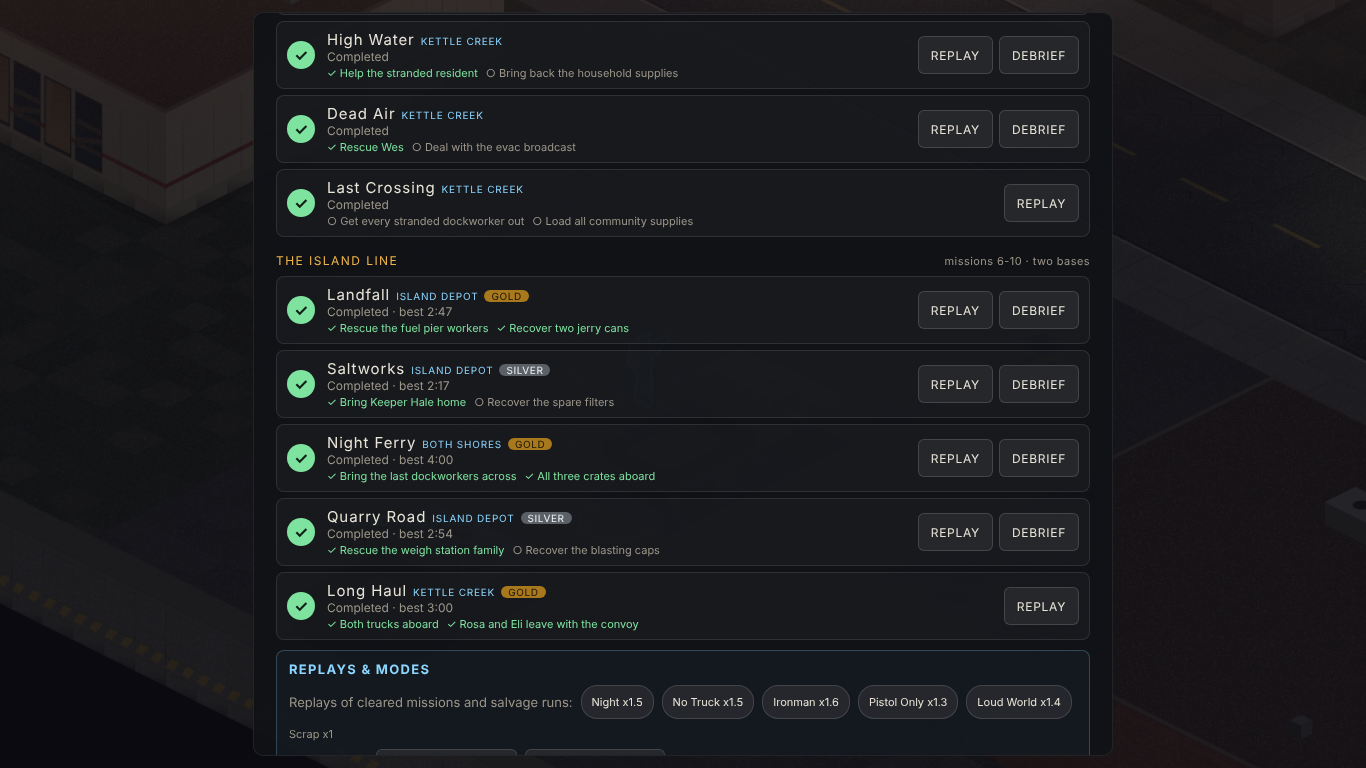 High Water KETTLE CREEK
Completed
✓ Help the stranded resident ○ Bring back the household supplies
REPLAY DEBRIEF
Dead Air KETTLE CREEK
Completed
✓ Rescue Wes ○ Deal with the evac broadcast
REPLAY DEBRIEF
Last Crossing KETTLE CREEK
Completed
○ Get every stranded dockworker out ○ Load all community supplies
REPLAY
THE ISLAND LINE missions 6-10 · two bases
Landfall ISLAND DEPOT GOLD
Completed · best 2:47
✓ Rescue the fuel pier workers ✓ Recover two jerry cans
REPLAY DEBRIEF
Saltworks ISLAND DEPOT SILVER
Completed · best 2:17
✓ Bring Keeper Hale home ○ Recover the spare filters
REPLAY DEBRIEF
Night Ferry BOTH SHORES GOLD
Completed · best 4:00
✓ Bring the last dockworkers across ✓ All three crates aboard
REPLAY DEBRIEF
Quarry Road ISLAND DEPOT SILVER
Completed · best 2:54
✓ Rescue the weigh station family ○ Recover the blasting caps
REPLAY DEBRIEF
Long Haul KETTLE CREEK GOLD
Completed · best 3:00
✓ Both trucks aboard ✓ Rosa and Eli leave with the convoy
REPLAY
REPLAYS & MODES
Replays of cleared missions and salvage runs: Night x1.5 No Truck x1.5 Ironman x1.6 Pistol Only x1.3 Loud World x1.4
Scrap x1